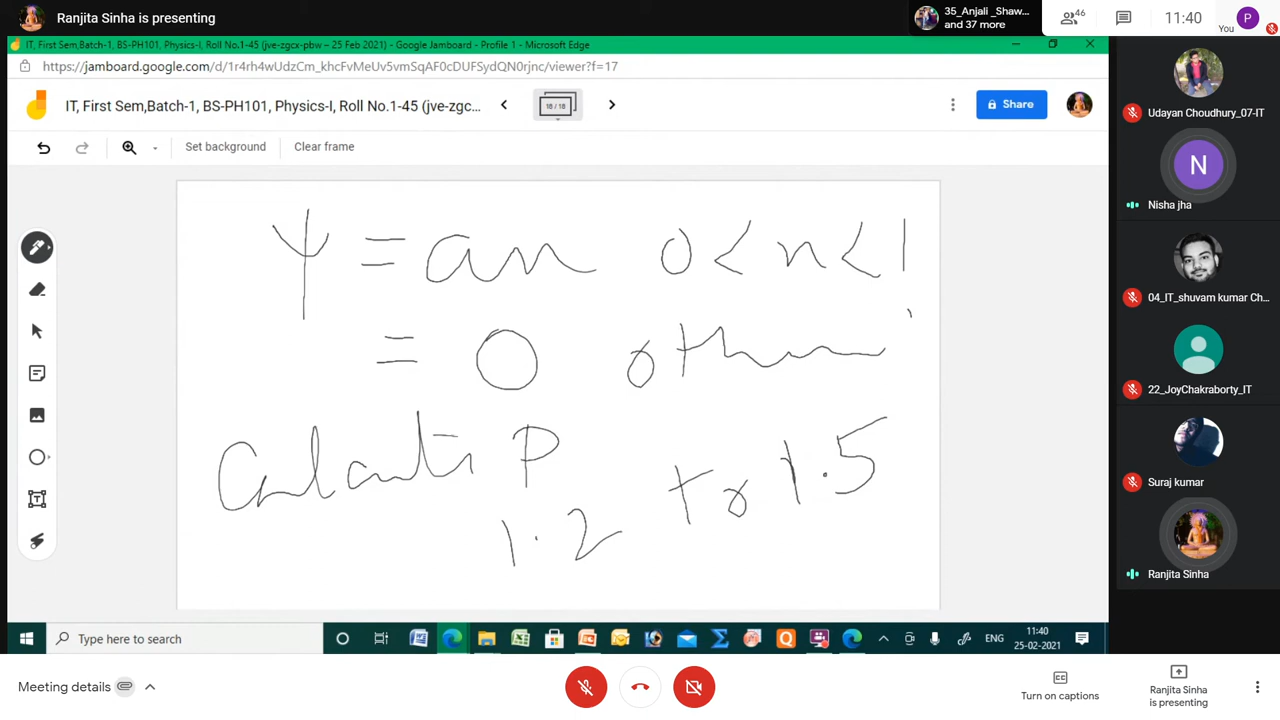 Ranjita Sinha is presenting
35_Anjali _Shaw...
and 37 more
46
11:40
P
You
IT, First Sem,Batch-1, BS-PH101, Physics-I, Roll No.1-45 (jve-zgcx-pbw – 25 Feb 2021) - Google Jamboard - Profile 1 - Microsoft Edge
https://jamboard.google.com/d/1r4rh4wUdzCm_khcFvMeUv5vmSqAF0cDUFSydQN0rjnc/viewer?f=17
IT, First Sem,Batch-1, BS-PH101, Physics-I, Roll No.1-45 (jve-zgc...
18 / 18
Share
Set background
Clear frame
Ψ = an 0 < n < 1
= 0
P
1.2 to 1.5
Udayan Choudhury_07-IT
N
Nisha jha
04_IT_shuvam kumar Ch...
22_JoyChakraborty_IT
Suraj kumar
Ranjita Sinha
Type here to search
ENG
11:40
25-02-2021
Meeting details
Turn on captions
Ranjita Sinha
is presenting